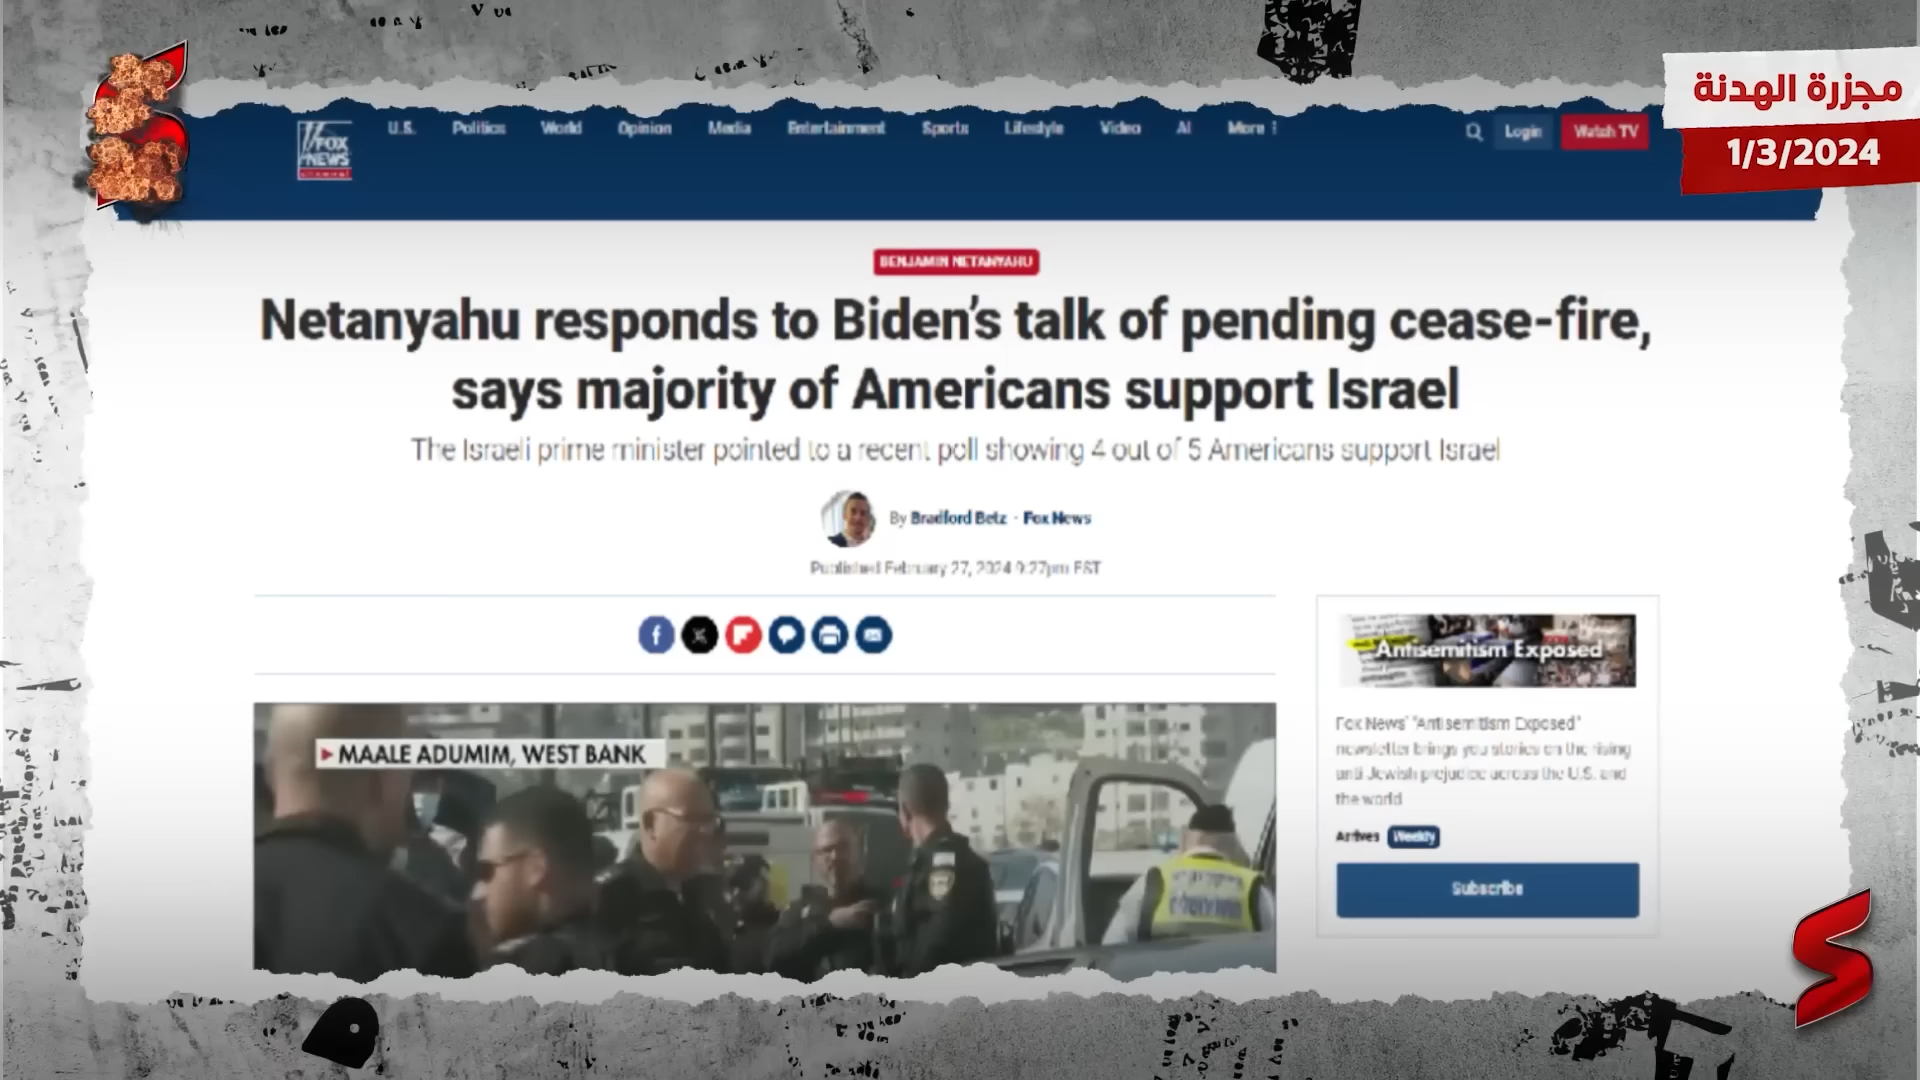 مجزرة الهدنة
1/3/2024
FOX
NEWS
channel
U.S. Politics World Opinion Media Entertainment Sports Lifestyle Video AI More
Login Watch TV
BENJAMIN NETANYAHU
Netanyahu responds to Biden's talk of pending cease-fire,
says majority of Americans support Israel
The Israeli prime minister pointed to a recent poll showing 4 out of 5 Americans support Israel
By Bradford Betz · Fox News
Published February 27, 2024 9:27pm EST
MAALE ADUMIM, WEST BANK
Antisemitism Exposed
Fox News' "Antisemitism Exposed"
newsletter brings you stories on the rising
anti-Jewish prejudice across the U.S. and
the world
Arrives Weekly
Subscribe
S